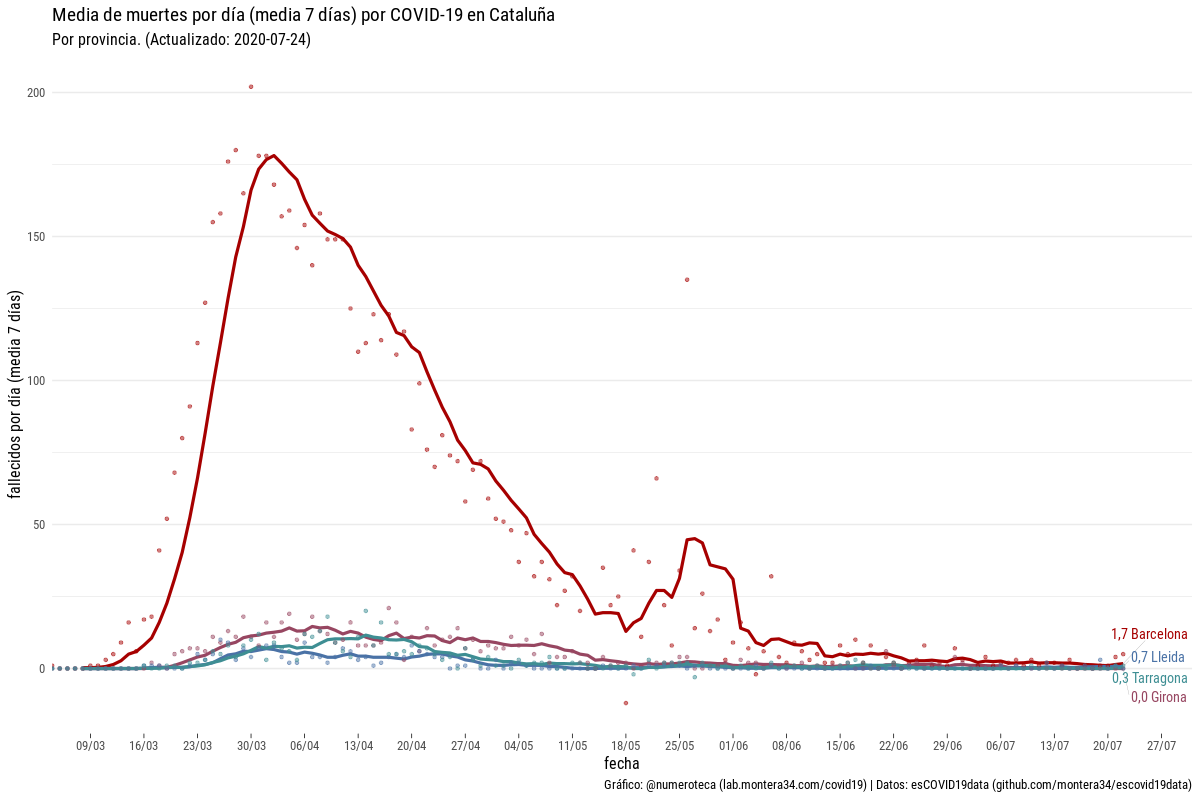 Media de muertes por día (media 7 días) por COVID-19 en Cataluña
Por provincia. (Actualizado: 2020-07-24)
fallecidos por día (media 7 días)
200
150
100
50
0
1,7 Barcelona
0,7 Lleida
0,3 Tarragona
0,0 Girona
09/03 16/03 23/03 30/03 06/04 13/04 20/04 27/04 04/05 11/05 18/05 25/05 01/06 08/06 15/06 22/06 29/06 06/07 13/07 20/07 27/07
fecha
Gráfico: @numeroteca (lab.montera34.com/covid19) | Datos: esCOVID19data (github.com/montera34/escovid19data)